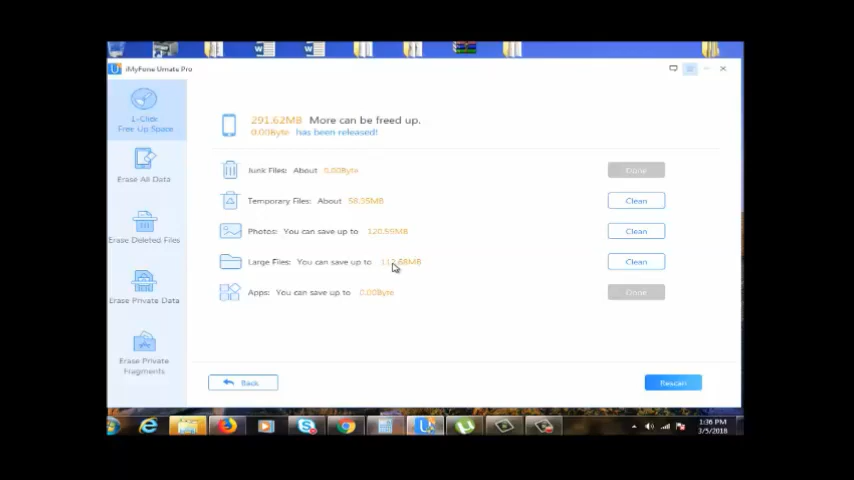 iMyFone Umate Pro
1-Click
Free Up Space
Erase All Data
Erase Deleted Files
Erase Private Data
Erase Private
Fragments
291.62MB More can be freed up.
0.00Byte has been released!
Junk Files: About 0.00Byte
Done
Temporary Files: About 58.35MB
Clean
Photos: You can save up to 120.59MB
Clean
Large Files: You can save up to
Clean
Apps: You can save up to 0.00Byte
Done
Back
Rescan
1:36 PM
3/5/2018